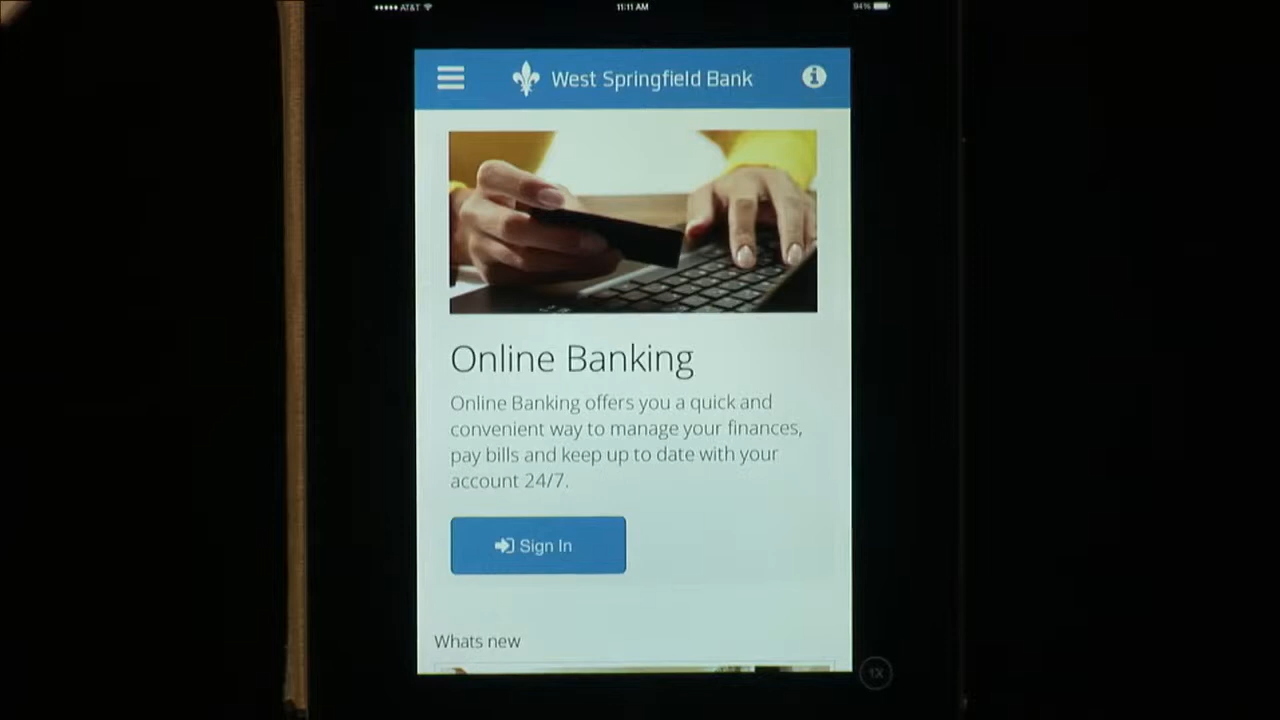 AT&T 11:11 AM 94%
West Springfield Bank
Online Banking
Online Banking offers you a quick and
convenient way to manage your finances,
pay bills and keep up to date with your
account 24/7.
Sign In
Whats new
1X